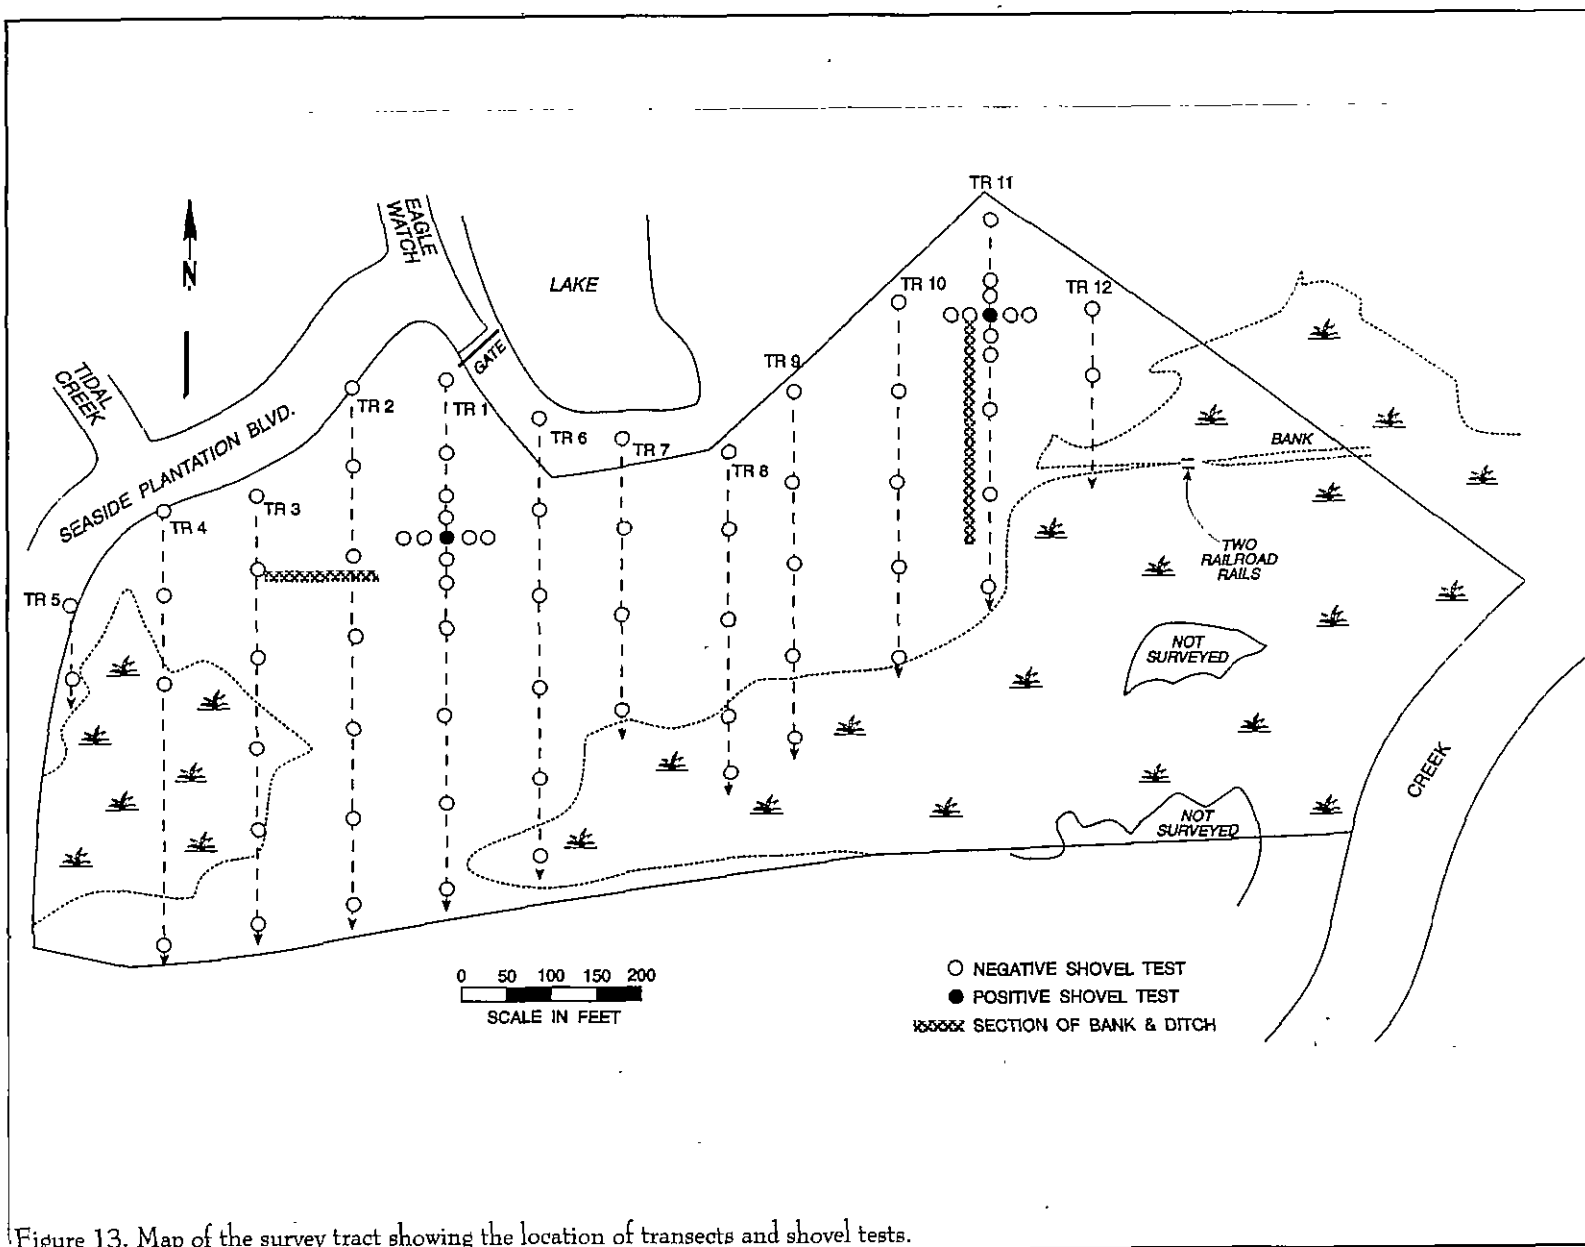 TR 11
EAGLE
WATCH
N
LAKE
TR 10
TR 12
GATE
TR 9
TIDAL
CREEK
TR 2
TR 1
SEASIDE PLANTATION BLVD.
TR 6
TR 7
BANK
TR 8
TR 3
TR 4
TWO
RAILROAD
RAILS
TR 5
NOT
SURVEYED
CREEK
NOT
SURVEYED
0 50 100 150 200
SCALE IN FEET
NEGATIVE SHOVEL TEST
POSITIVE SHOVEL TEST
SECTION OF BANK & DITCH
Figure 13. Map of the survey tract showing the location of transects and shovel tests.